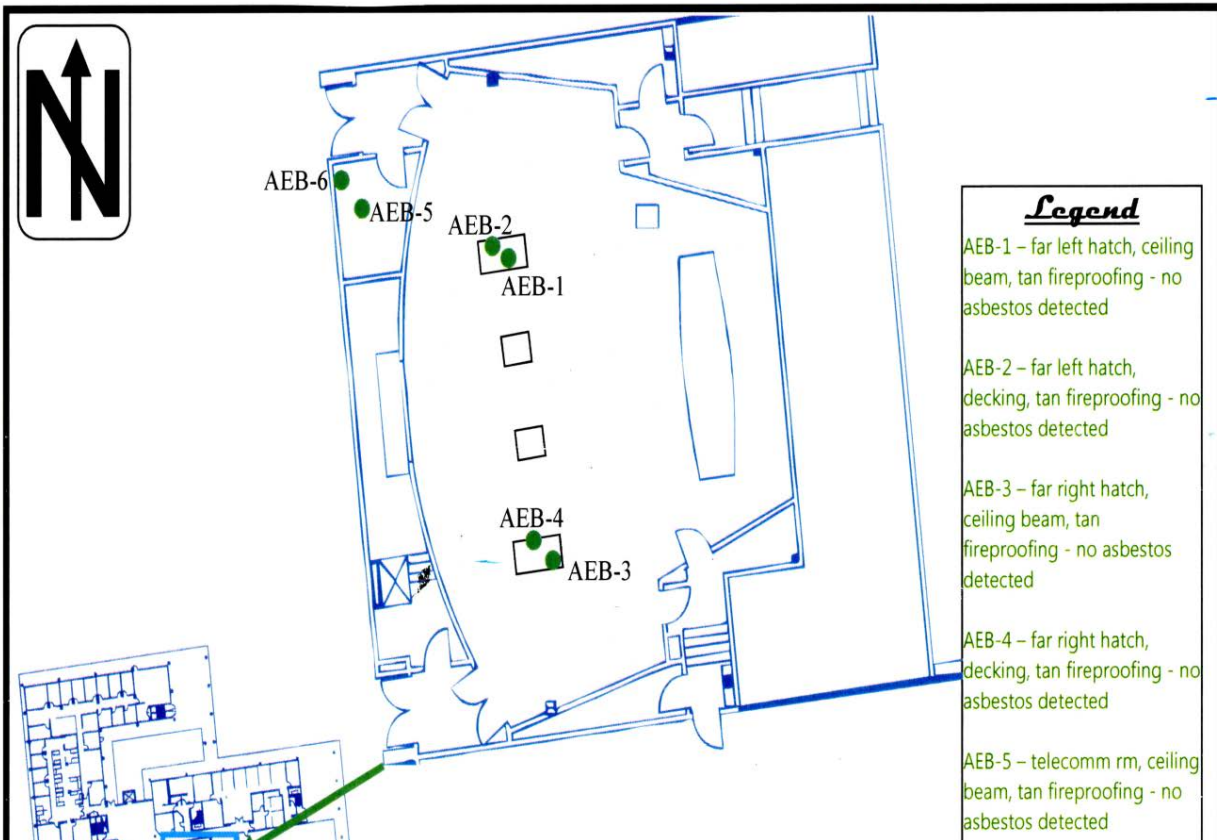 N
AEB-6
AEB-5
AEB-2
AEB-1
AEB-4
AEB-3
Legend
AEB-1 – far left hatch, ceiling
beam, tan fireproofing - no
asbestos detected
AEB-2 – far left hatch,
decking, tan fireproofing - no
asbestos detected
AEB-3 – far right hatch,
ceiling beam, tan
fireproofing - no asbestos
detected
AEB-4 – far right hatch,
decking, tan fireproofing - no
asbestos detected
AEB-5 – telecomm rm, ceiling
beam, tan fireproofing - no
asbestos detected